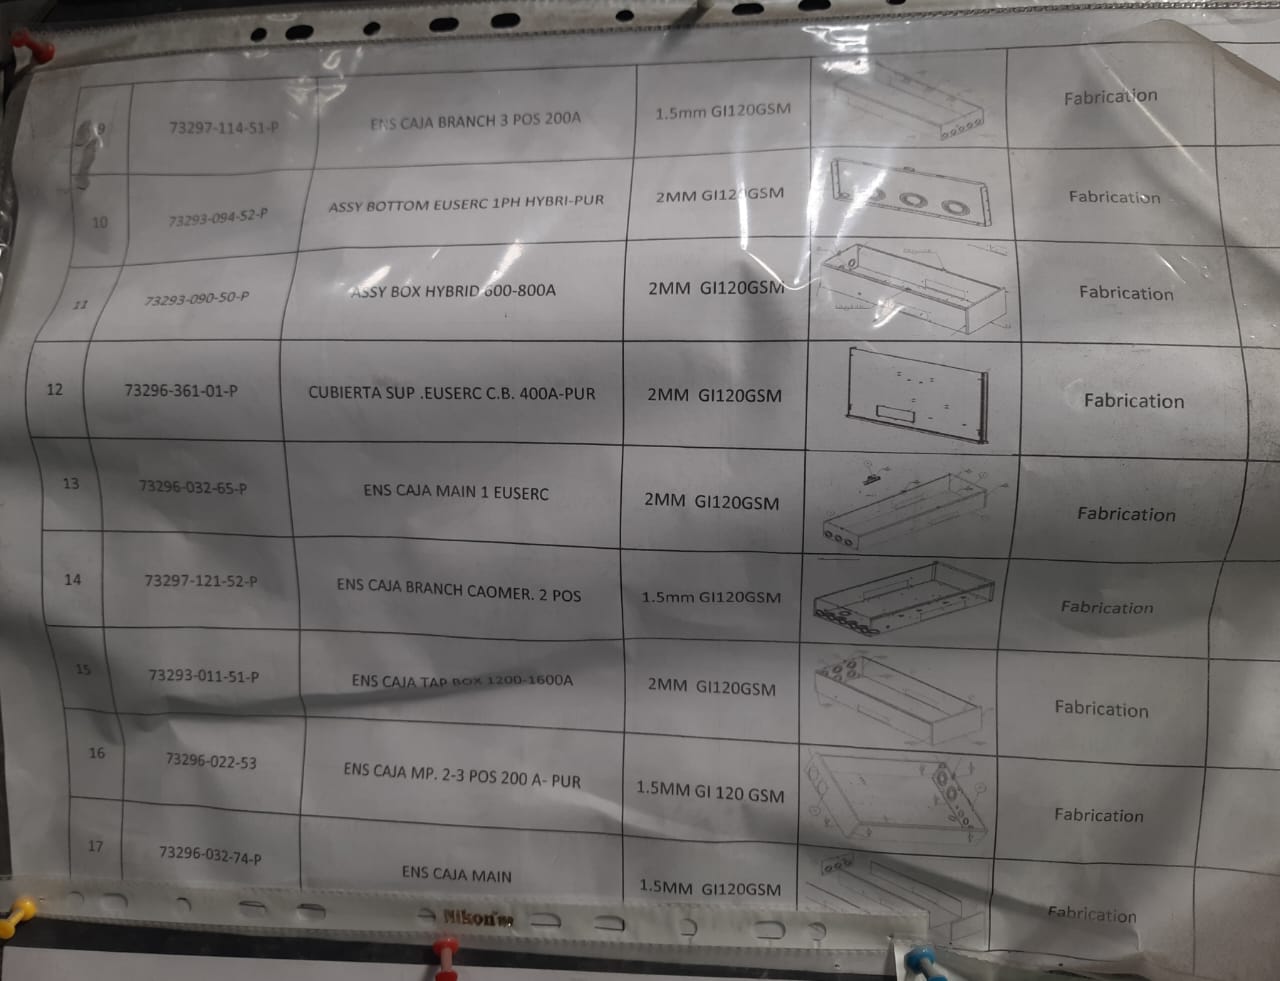 9 73297-114-51-P ENS CAJA BRANCH 3 POS 200A 1.5mm GI120GSM Fabrication
10 73293-094-52-P ASSY BOTTOM EUSERC 1PH HYBRI-PUR 2MM GI120GSM Fabrication
11 73293-090-50-P ASSY BOX HYBRID 600-800A 2MM GI120GSM Fabrication
12 73296-361-01-P CUBIERTA SUP .EUSERC C.B. 400A-PUR 2MM GI120GSM Fabrication
13 73296-032-65-P ENS CAJA MAIN 1 EUSERC 2MM GI120GSM Fabrication
14 73297-121-52-P ENS CAJA BRANCH CAOMER. 2 POS 1.5mm GI120GSM Fabrication
15 73293-011-51-P ENS CAJA TAP BOX 1200-1600A 2MM GI120GSM Fabrication
16 73296-022-53 ENS CAJA MP. 2-3 POS 200 A- PUR 1.5MM GI 120 GSM Fabrication
17 73296-032-74-P ENS CAJA MAIN 1.5MM GI120GSM Fabrication
Nikon